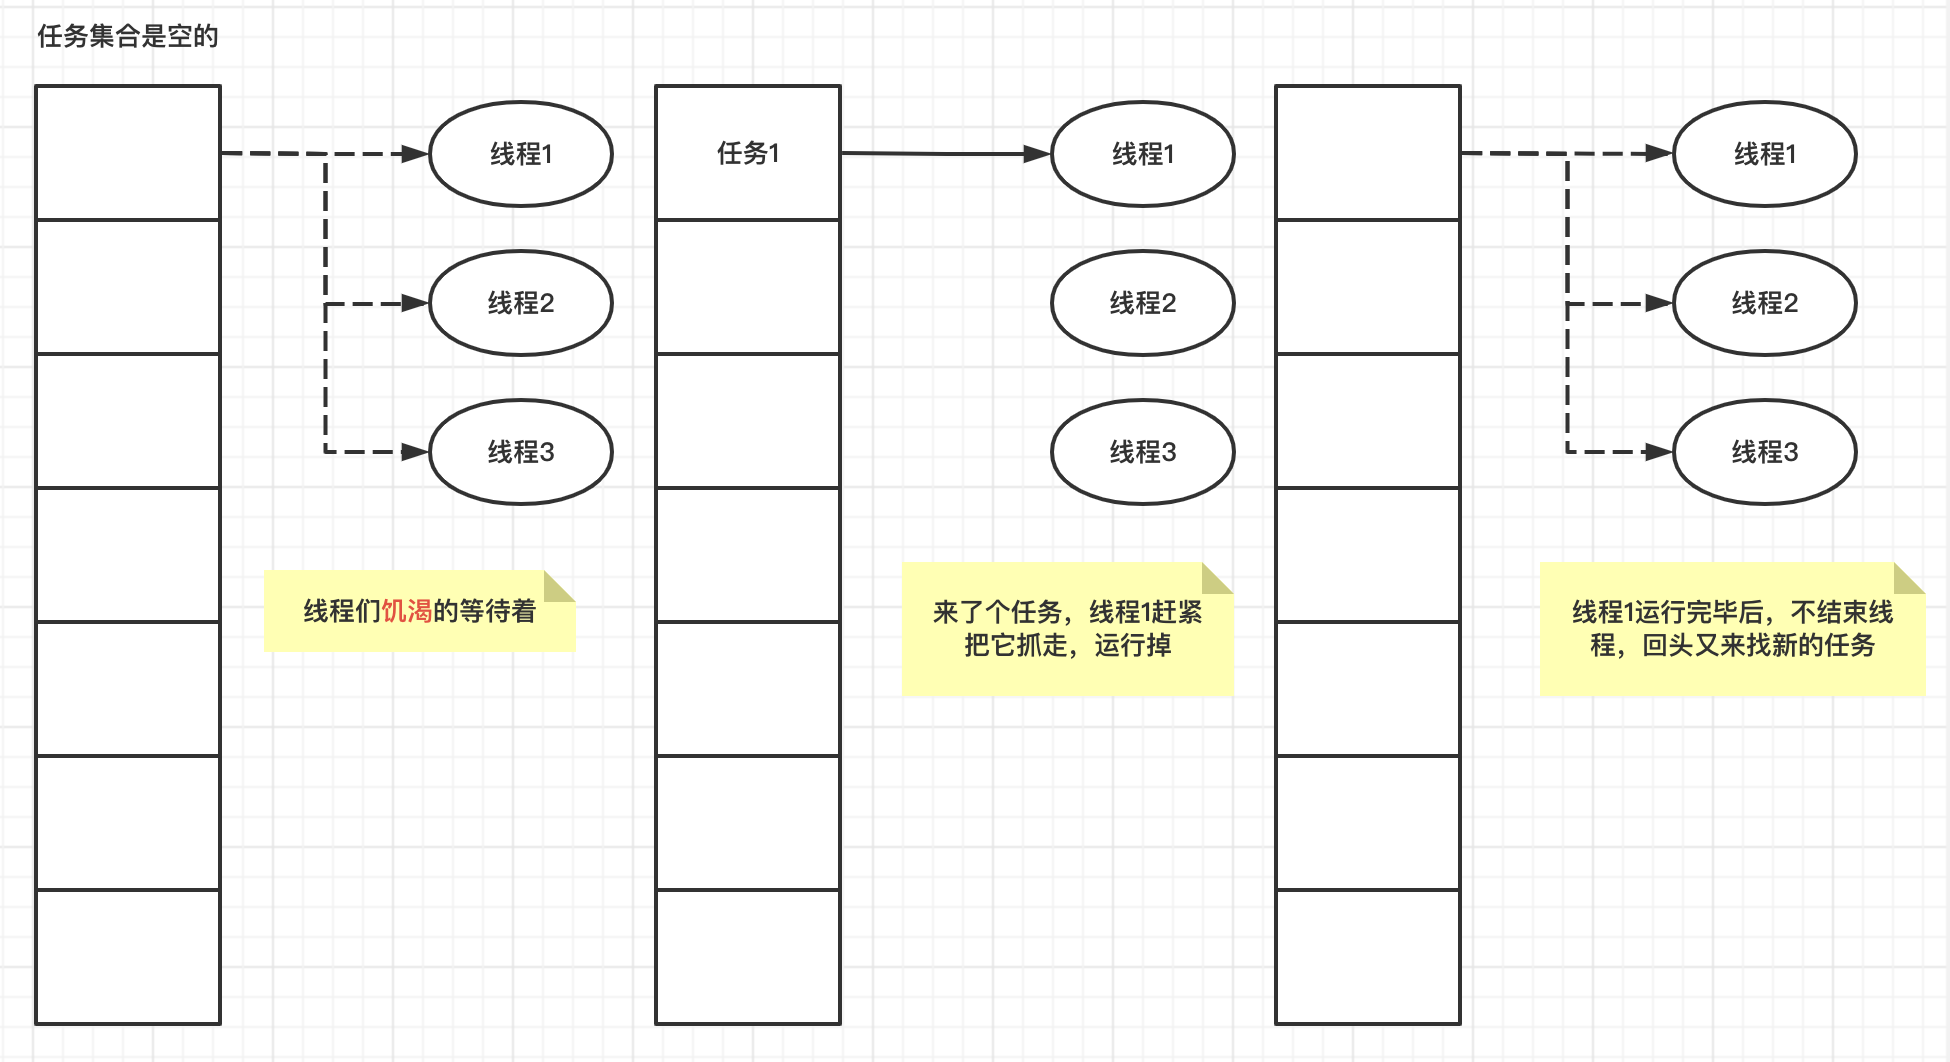 任务集合是空的
线程1
线程2
线程3
线程们饥渴的等待着
任务1
线程1
线程2
线程3
来了个任务，线程1赶紧
把它抓走，运行掉
线程1
线程2
线程3
线程1运行完毕后，不结束线
程，回头又来找新的任务